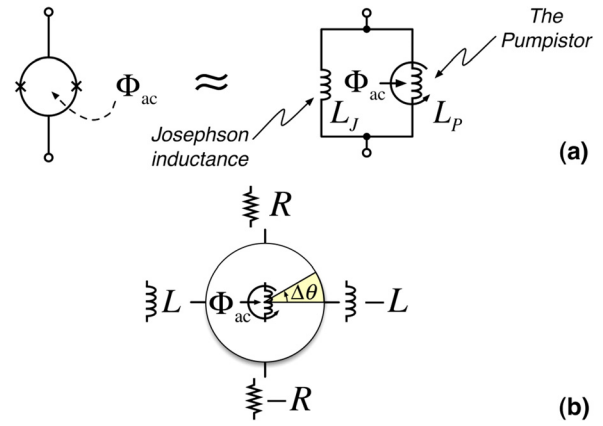 The
Pumpistor
Φac
≈
Φac
LJ
LP
Josephson
inductance
(a)
R
L
Φac
Δθ
−L
−R
(b)